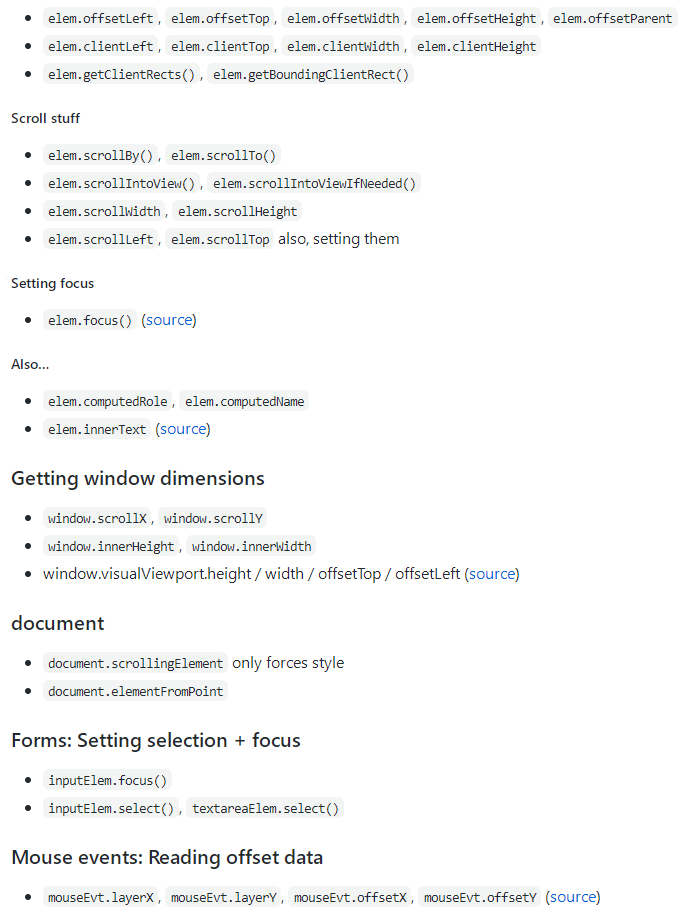 • elem.offsetLeft, elem.offsetTop, elem.offsetWidth, elem.offsetHeight, elem.offsetParent
• elem.clientLeft, elem.clientTop, elem.clientWidth, elem.clientHeight
• elem.getClientRects(), elem.getBoundingClientRect()
Scroll stuff
• elem.scrollBy(), elem.scrollTo()
• elem.scrollIntoView(), elem.scrollIntoViewIfNeeded()
• elem.scrollWidth, elem.scrollHeight
• elem.scrollLeft, elem.scrollTop also, setting them
Setting focus
• elem.focus() (source)
Also...
• elem.computedRole, elem.computedName
• elem.innerText (source)
Getting window dimensions
• window.scrollX, window.scrollY
• window.innerHeight, window.innerWidth
• window.visualViewport.height / width / offsetTop / offsetLeft (source)
document
• document.scrollingElement only forces style
• document.elementFromPoint
Forms: Setting selection + focus
• inputElem.focus()
• inputElem.select(), textareaElem.select()
Mouse events: Reading offset data
• mouseEvt.layerX, mouseEvt.layerY, mouseEvt.offsetX, mouseEvt.offsetY (source)